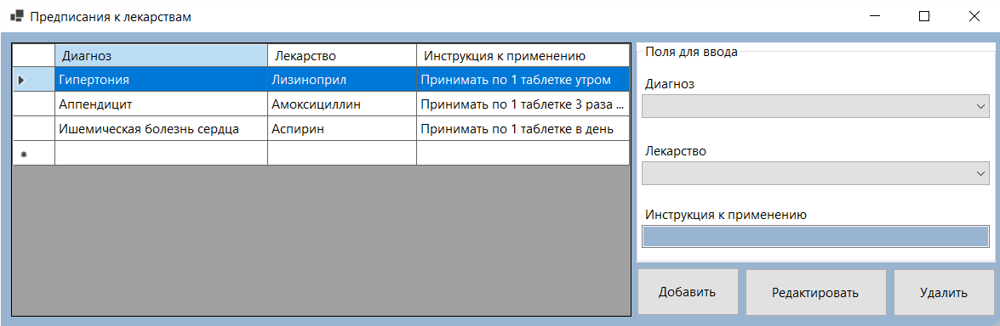 Предписания к лекарствам
Диагноз Лекарство Инструкция к применению
Гипертония Лизиноприл Принимать по 1 таблетке утром
Аппендицит Амоксициллин Принимать по 1 таблетке 3 раза ...
Ишемическая болезнь сердца Аспирин Принимать по 1 таблетке в день
Поля для ввода
Диагноз
Лекарство
Инструкция к применению
Добавить Редактировать Удалить